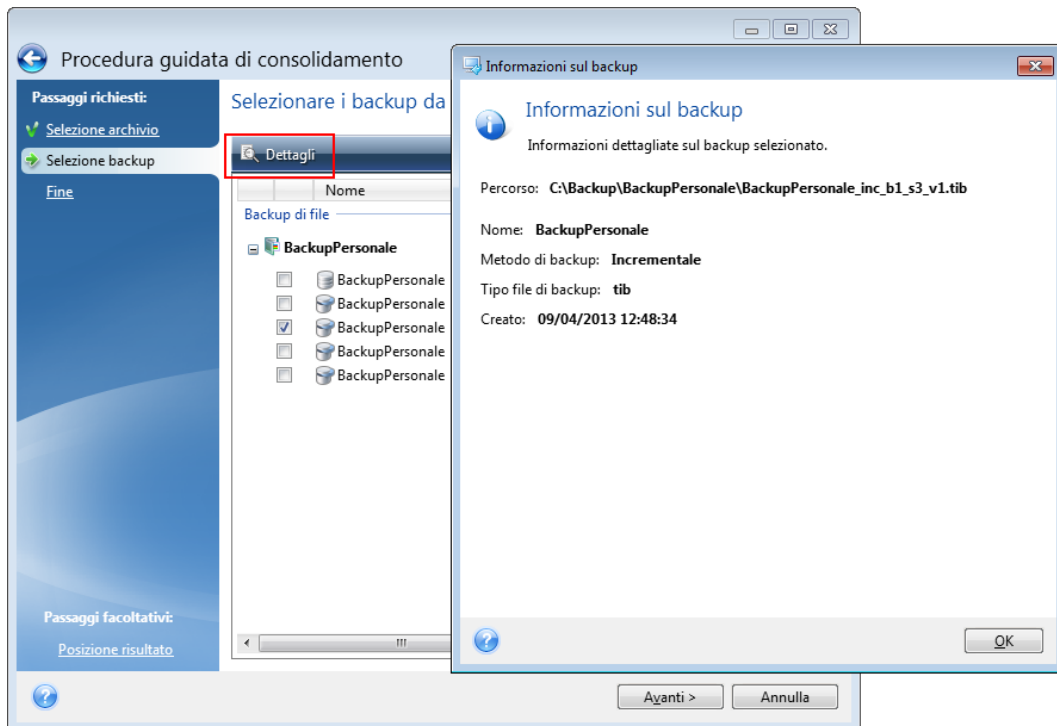 Procedura guidata di consolidamento
Passaggi richiesti:
Selezione archivio
Selezione backup
Fine
Passaggi facoltativi:
Posizione risultato
Selezionare i backup da
Dettagli
Nome
Backup di file
BackupPersonale
BackupPersonale
BackupPersonale
BackupPersonale
BackupPersonale
BackupPersonale
Avanti >
Annulla
Informazioni sul backup
Informazioni sul backup
Informazioni dettagliate sul backup selezionato.
Percorso: C:\Backup\BackupPersonale\BackupPersonale_inc_b1_s3_v1.tib
Nome: BackupPersonale
Metodo di backup: Incrementale
Tipo file di backup: tib
Creato: 09/04/2013 12:48:34
OK